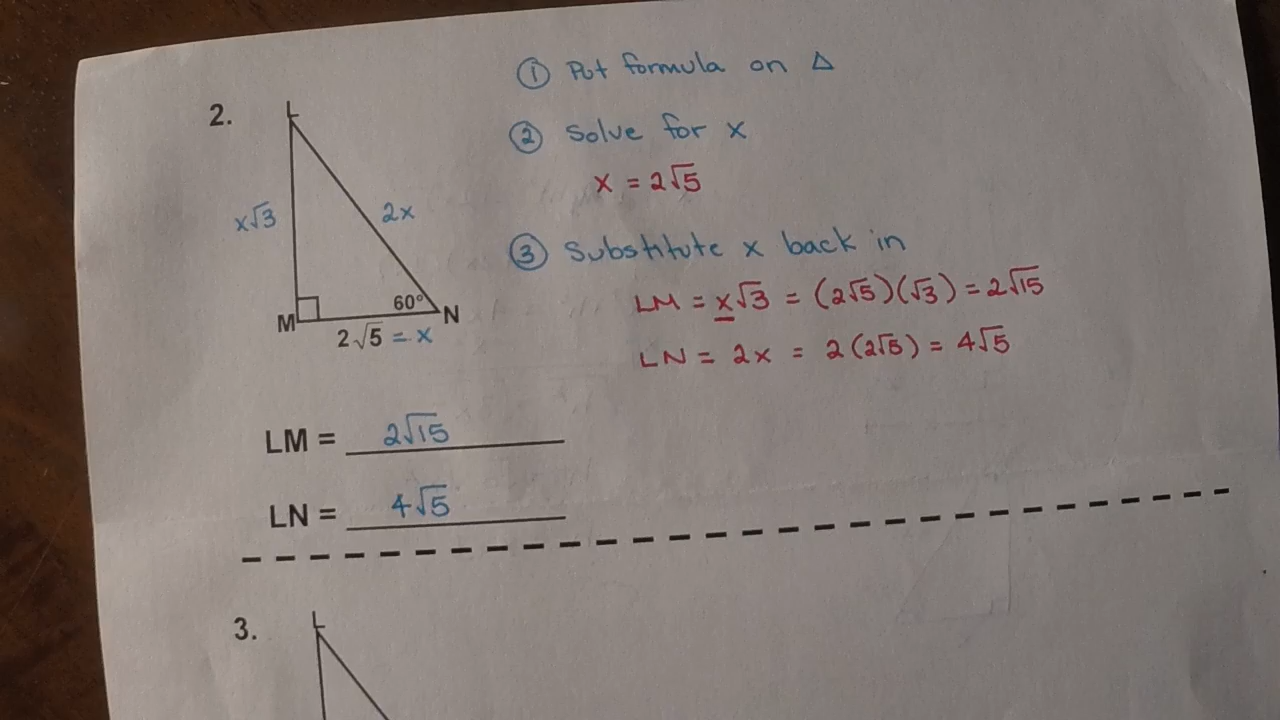 ① Put formula on Δ
2.
L
② Solve for x
x = 2√5
x√3
2x
③ Substitute x back in
LM = x√3 = (2√5)(√3) = 2√15
60°
M
N
2√5 = x
LN = 2x = 2(2√5) = 4√5
LM = 2√15
LN = 4√5
3.
L